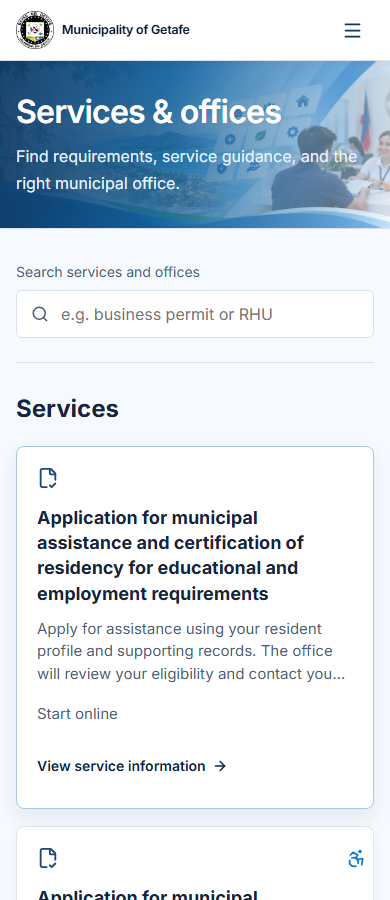 Municipality of Getafe
Services & offices
Find requirements, service guidance, and the
right municipal office.
Search services and offices
e.g. business permit or RHU
Services
Application for municipal
assistance and certification of
residency for educational and
employment requirements
Apply for assistance using your resident
profile and supporting records. The office
will review your eligibility and contact you...
Start online
View service information →
Application for municipal